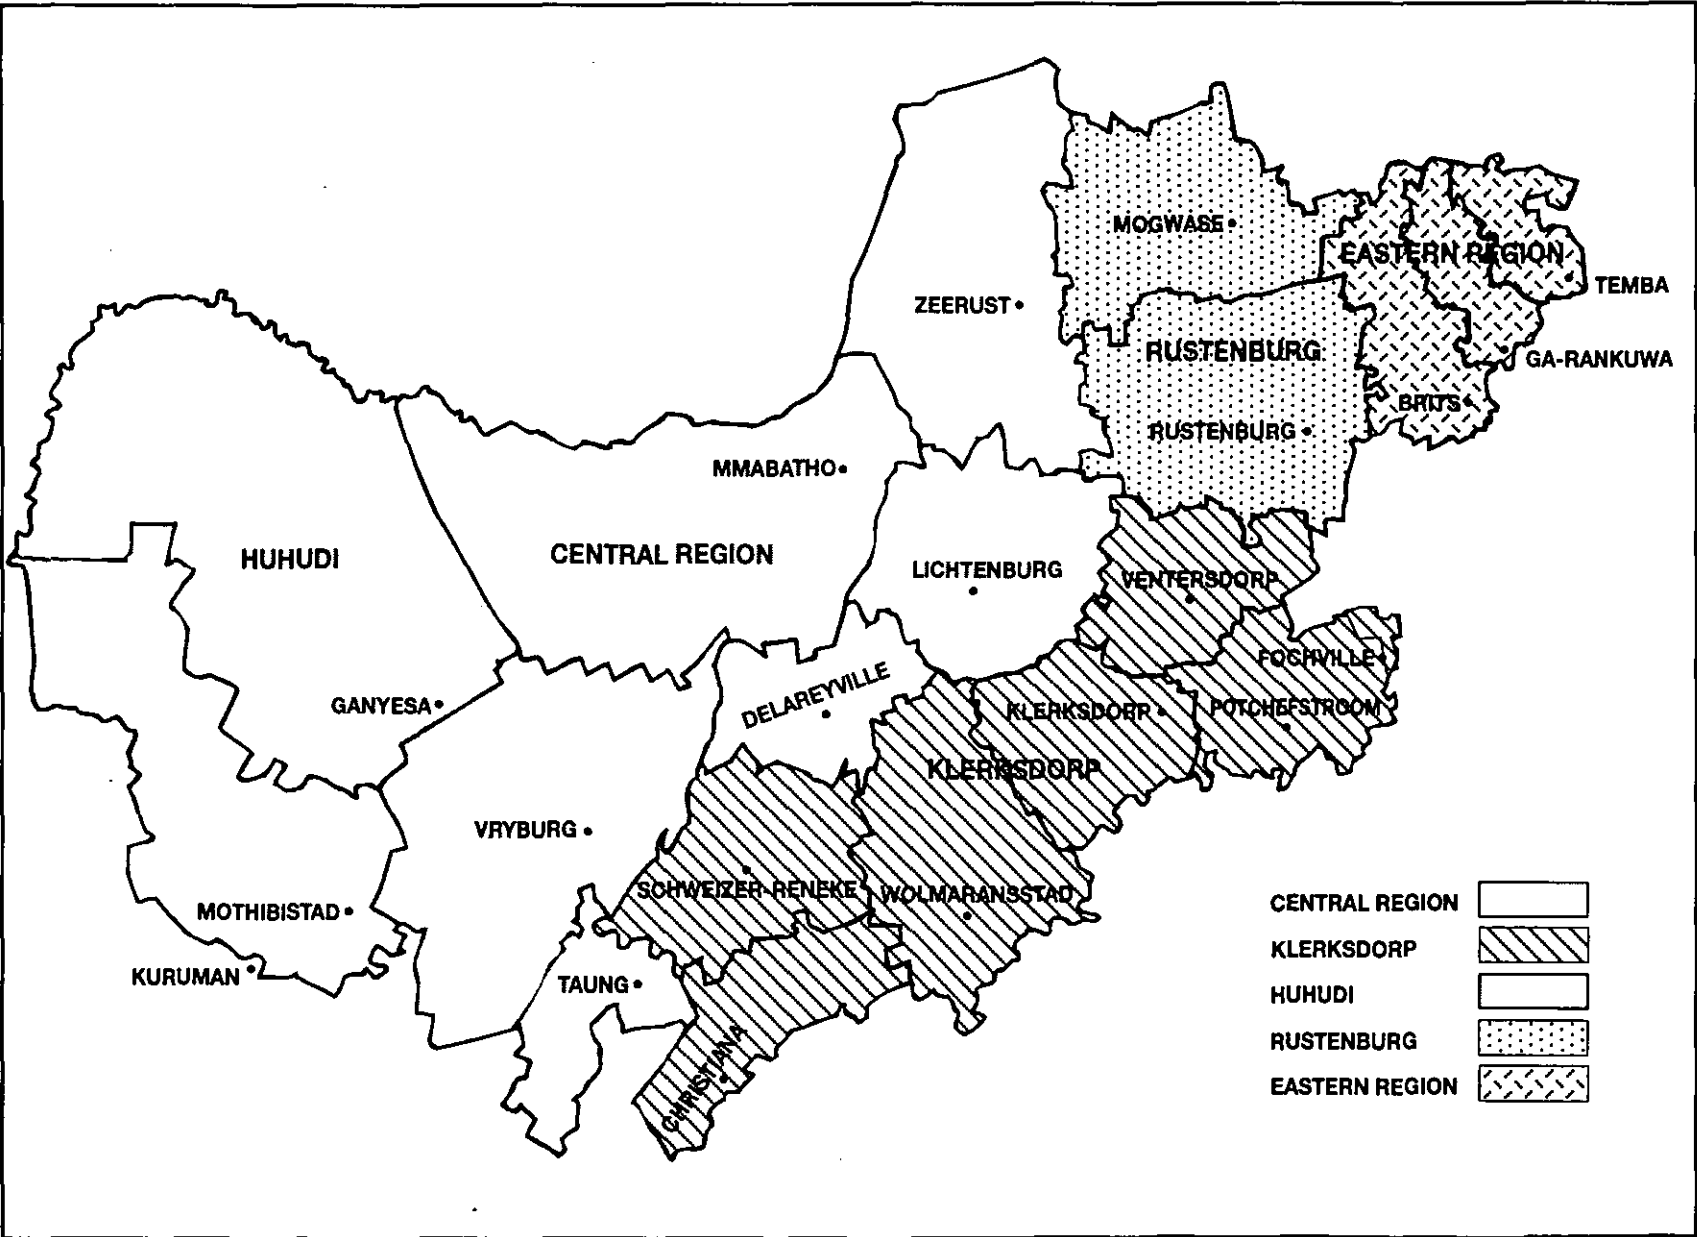 MOGWASE
EASTERN REGION
TEMBA
ZEERUST
RUSTENBURG
GA-RANKUWA
BRITS
RUSTENBURG
MMABATHO
HUHUDI
CENTRAL REGION
LICHTENBURG
VENTERSDORP
FOCHVILLE
GANYESA
DELAREYVILLE
KLERKSDORP
POTCHEFSTROOM
KLERKSDORP
VRYBURG
SCHWEIZER-RENEKE
WOLMARANSSTAD
MOTHIBISTAD
KURUMAN
TAUNG
CHRISTIANA
CENTRAL REGION
KLERKSDORP
HUHUDI
RUSTENBURG
EASTERN REGION